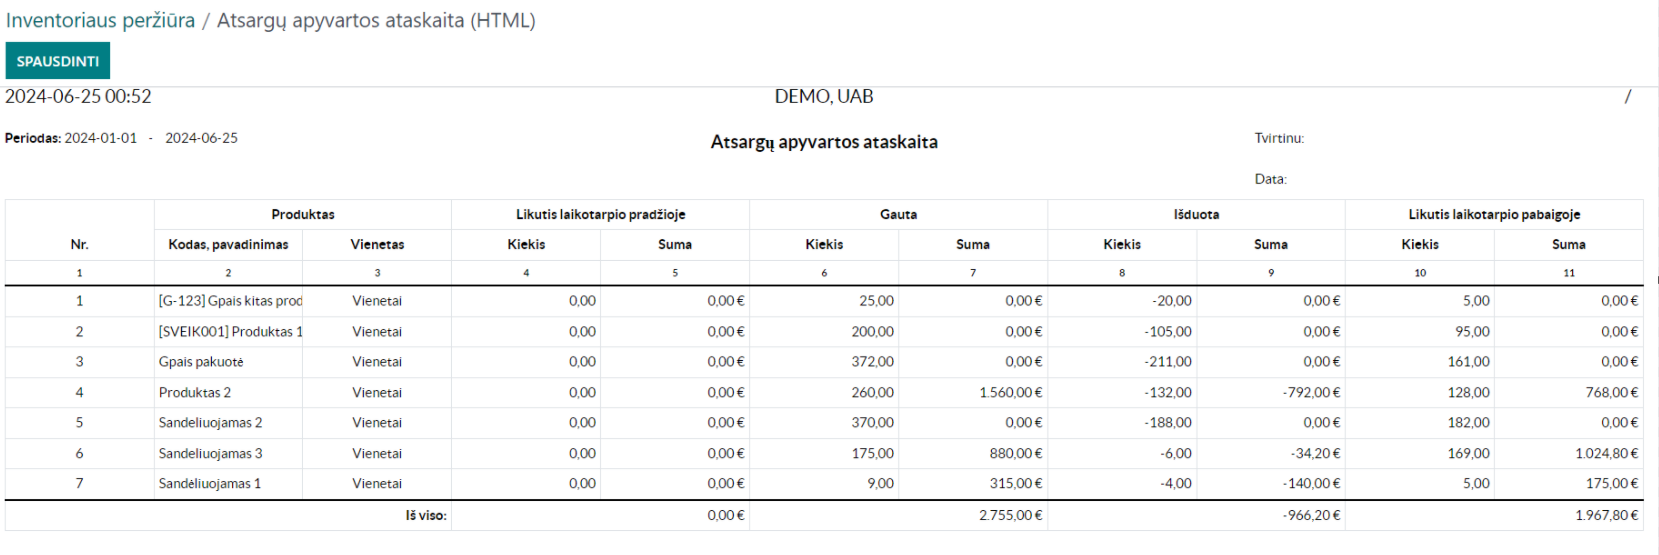 Inventoriaus peržiūra / Atsargų apyvartos ataskaita (HTML)
SPAUSDINTI
2024-06-25 00:52 DEMO, UAB /
Periodas: 2024-01-01 - 2024-06-25 Atsargų apyvartos ataskaita Tvirtinu:
Data:
Produktas Likutis laikotarpio pradžioje Gauta Išduota Likutis laikotarpio pabaigoje
Nr. Kodas, pavadinimas Vienetas Kiekis Suma Kiekis Suma Kiekis Suma Kiekis Suma
1 2 3 4 5 6 7 8 9 10 11
1 [G-123] Gpais kitas prod Vienetai 0,00 0,00 € 25,00 0,00 € -20,00 0,00 € 5,00 0,00 €
2 [SVEIK001] Produktas 1 Vienetai 0,00 0,00 € 200,00 0,00 € -105,00 0,00 € 95,00 0,00 €
3 Gpais pakuotė Vienetai 0,00 0,00 € 372,00 0,00 € -211,00 0,00 € 161,00 0,00 €
4 Produktas 2 Vienetai 0,00 0,00 € 260,00 1.560,00 € -132,00 -792,00 € 128,00 768,00 €
5 Sandeliuojamas 2 Vienetai 0,00 0,00 € 370,00 0,00 € -188,00 0,00 € 182,00 0,00 €
6 Sandeliuojamas 3 Vienetai 0,00 0,00 € 175,00 880,00 € -6,00 -34,20 € 169,00 1.024,80 €
7 Sandėliuojamas 1 Vienetai 0,00 0,00 € 9,00 315,00 € -4,00 -140,00 € 5,00 175,00 €
Iš viso: 0,00 € 2.755,00 € -966,20 € 1.967,80 €